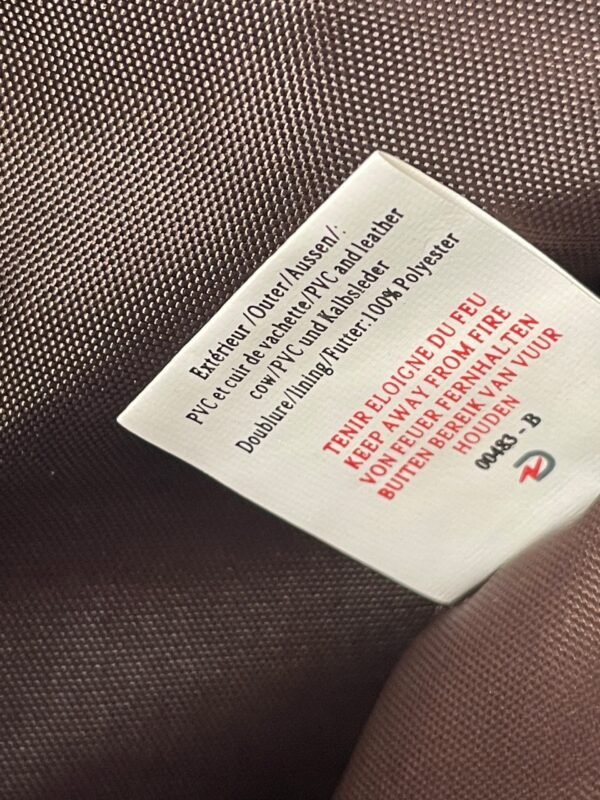 Extérieur/Outer/Aussen/:
PVC et cuir de vachette/PVC and leather
cow/PVC und Kalbsleder
Doublure/lining/Futter:100% Polyester
TENIR ELOIGNE DU FEU
KEEP AWAY FROM FIRE
VON FEUER FERNHALTEN
BUITEN BEREIK VAN VUUR
HOUDEN
00483 - B